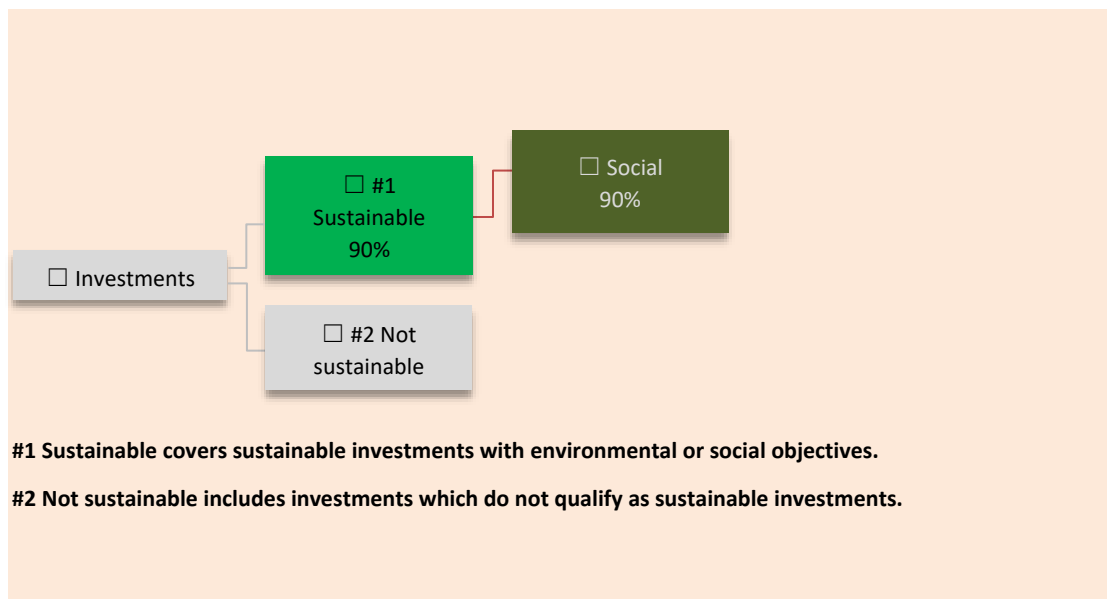 ☐ Social
90%
☐ #1
Sustainable
90%
☐ Investments
☐ #2 Not
sustainable
#1 Sustainable covers sustainable investments with environmental or social objectives.
#2 Not sustainable includes investments which do not qualify as sustainable investments.